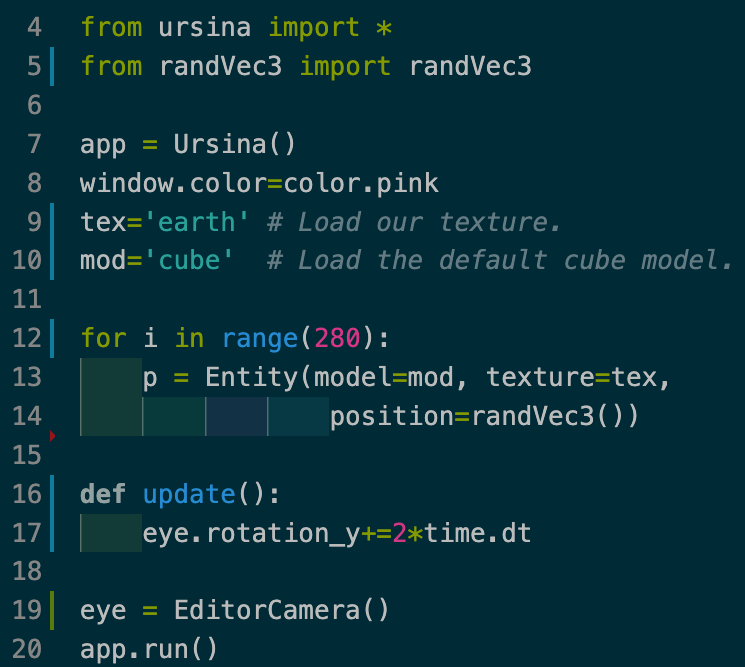 4 from ursina import *
5 from randVec3 import randVec3
6
7 app = Ursina()
8 window.color=color.pink
9 tex='earth' # Load our texture.
10 mod='cube'  # Load the default cube model.
11
12 for i in range(280):
13     p = Entity(model=mod, texture=tex,
14                 position=randVec3())
15
16 def update():
17     eye.rotation_y+=2*time.dt
18
19 eye = EditorCamera()
20 app.run()